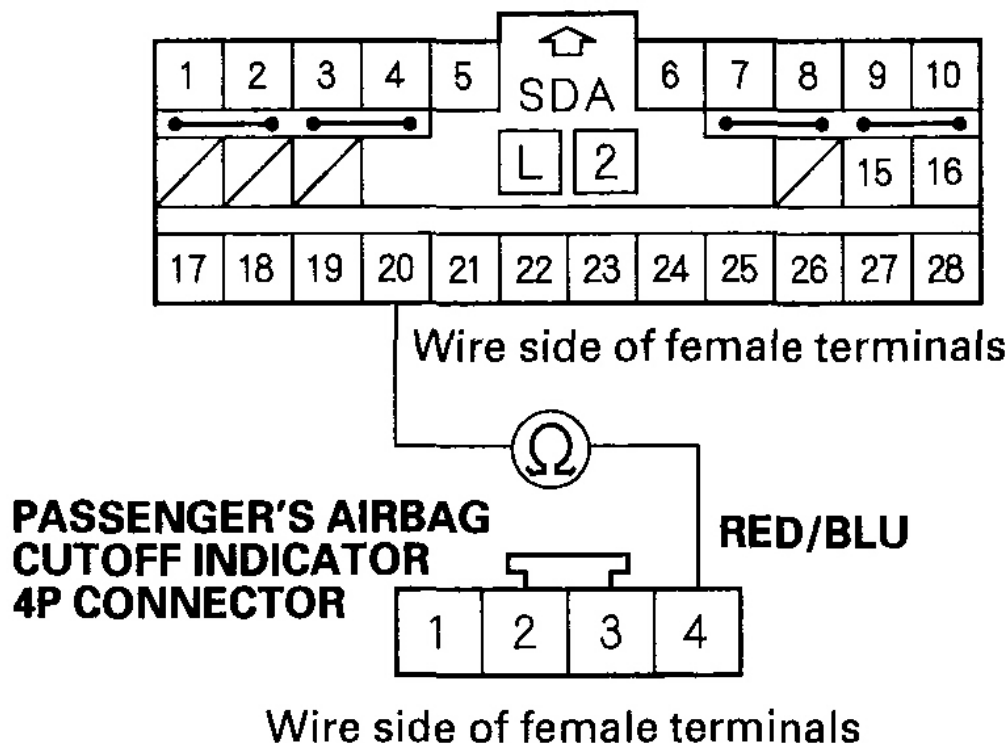 1 2 3 4 5 6 7 8 9 10
SDA
L 2
15 16
17 18 19 20 21 22 23 24 25 26 27 28
Wire side of female terminals
Ω
PASSENGER'S AIRBAG
CUTOFF INDICATOR
4P CONNECTOR
RED/BLU
1 2 3 4
Wire side of female terminals